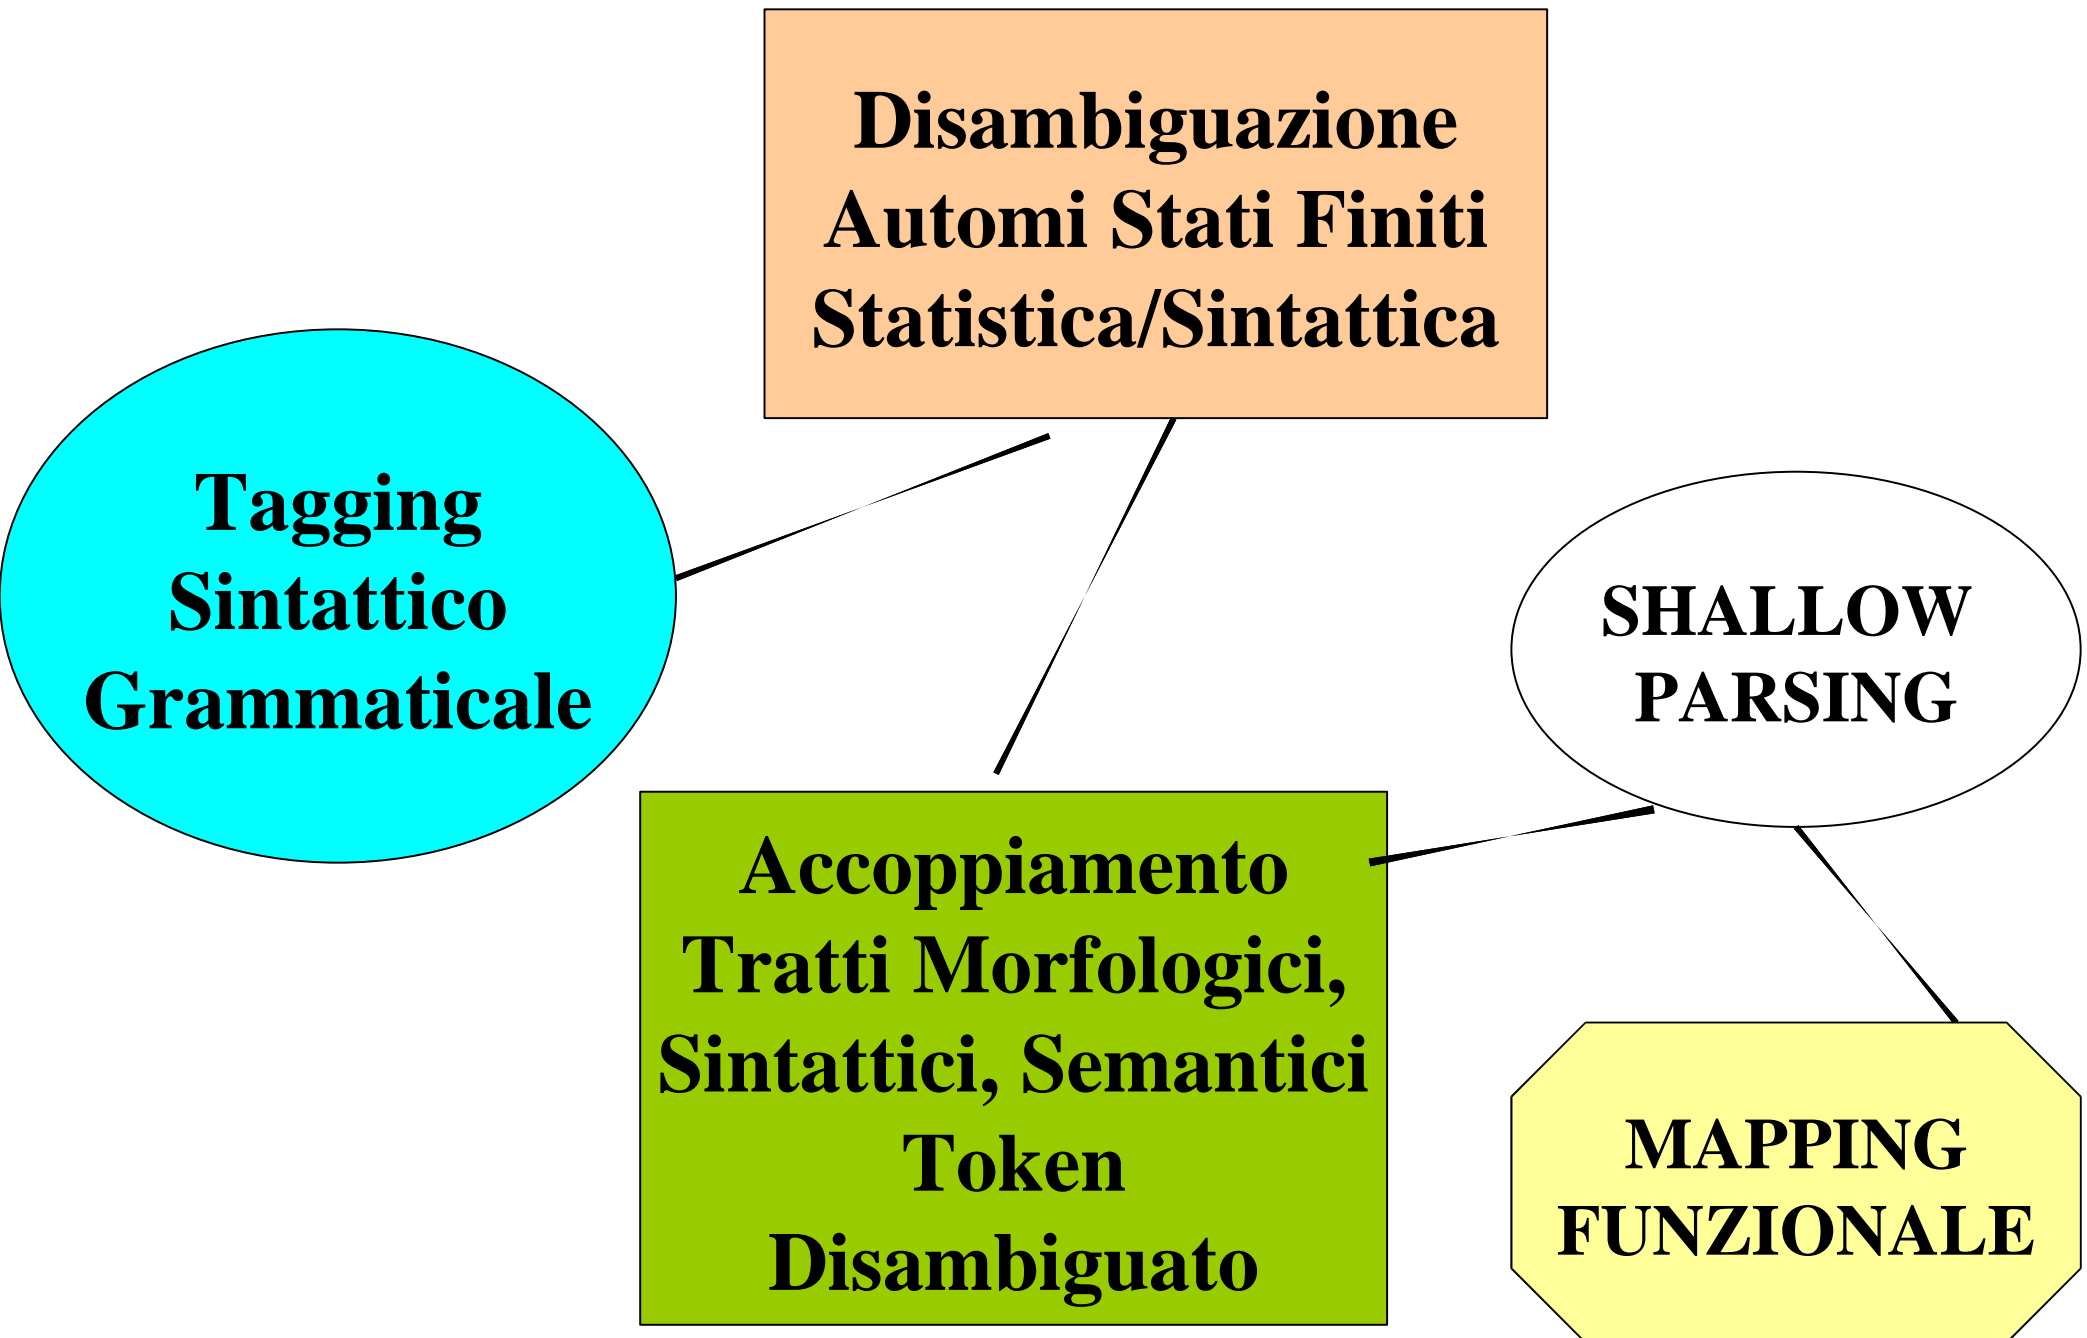 Disambiguazione
Automi Stati Finiti
Statistica/Sintattica
Tagging
Sintattico
Grammaticale
SHALLOW
PARSING
Accoppiamento
Tratti Morfologici,
Sintattici, Semantici
Token
Disambiguato
MAPPING
FUNZIONALE